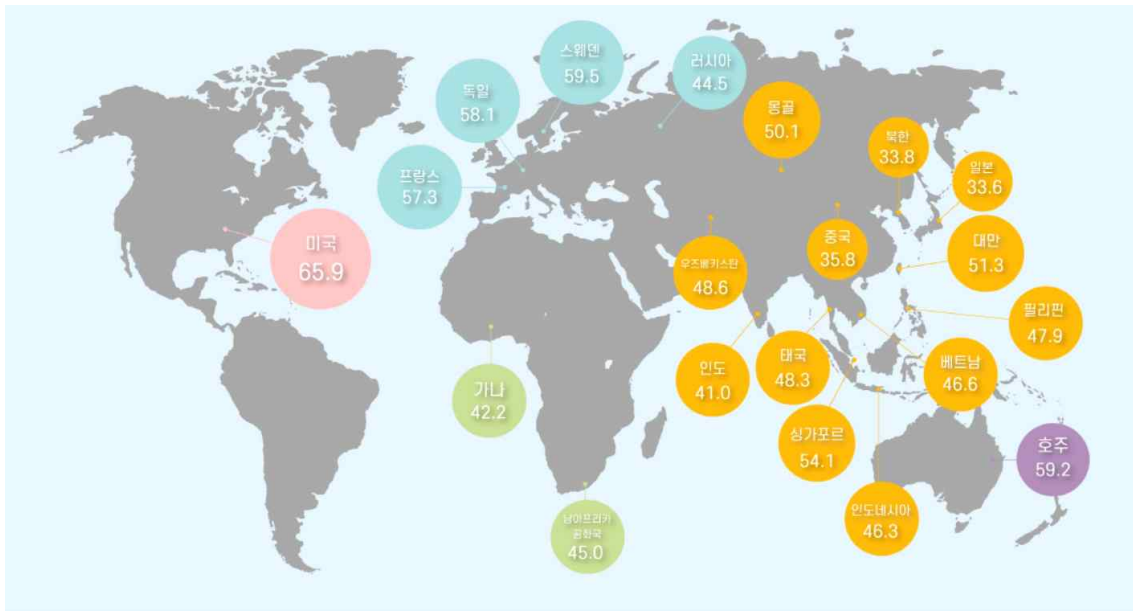 스웨덴
59.5
러시아
44.5
독일
58.1
몽골
50.1
북한
33.8
프랑스
57.3
일본
33.6
미국
65.9
중국
35.8
대만
51.3
우즈베키스탄
48.6
필리핀
47.9
인도
41.0
태국
48.3
베트남
46.6
가나
42.2
싱가포르
54.1
호주
59.2
인도네시아
46.3
남아프리카
공화국
45.0